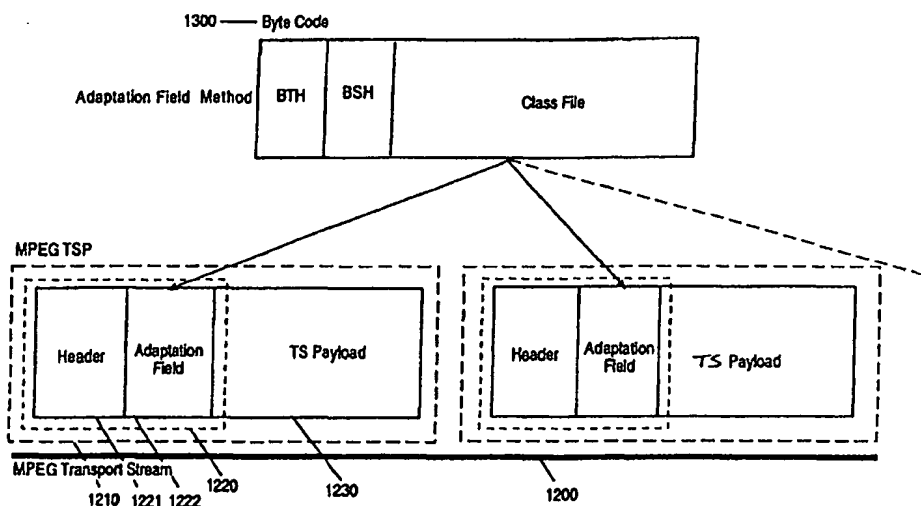 1300 Byte Code
Adaptation Field Method
BTH
BSH
Class File
MPEG TSP
Header
Adaptation
Field
TS Payload
Header
Adaptation
Field
TS Payload
MPEG Transport Stream
1210
1221
1222
1220
1230
1200